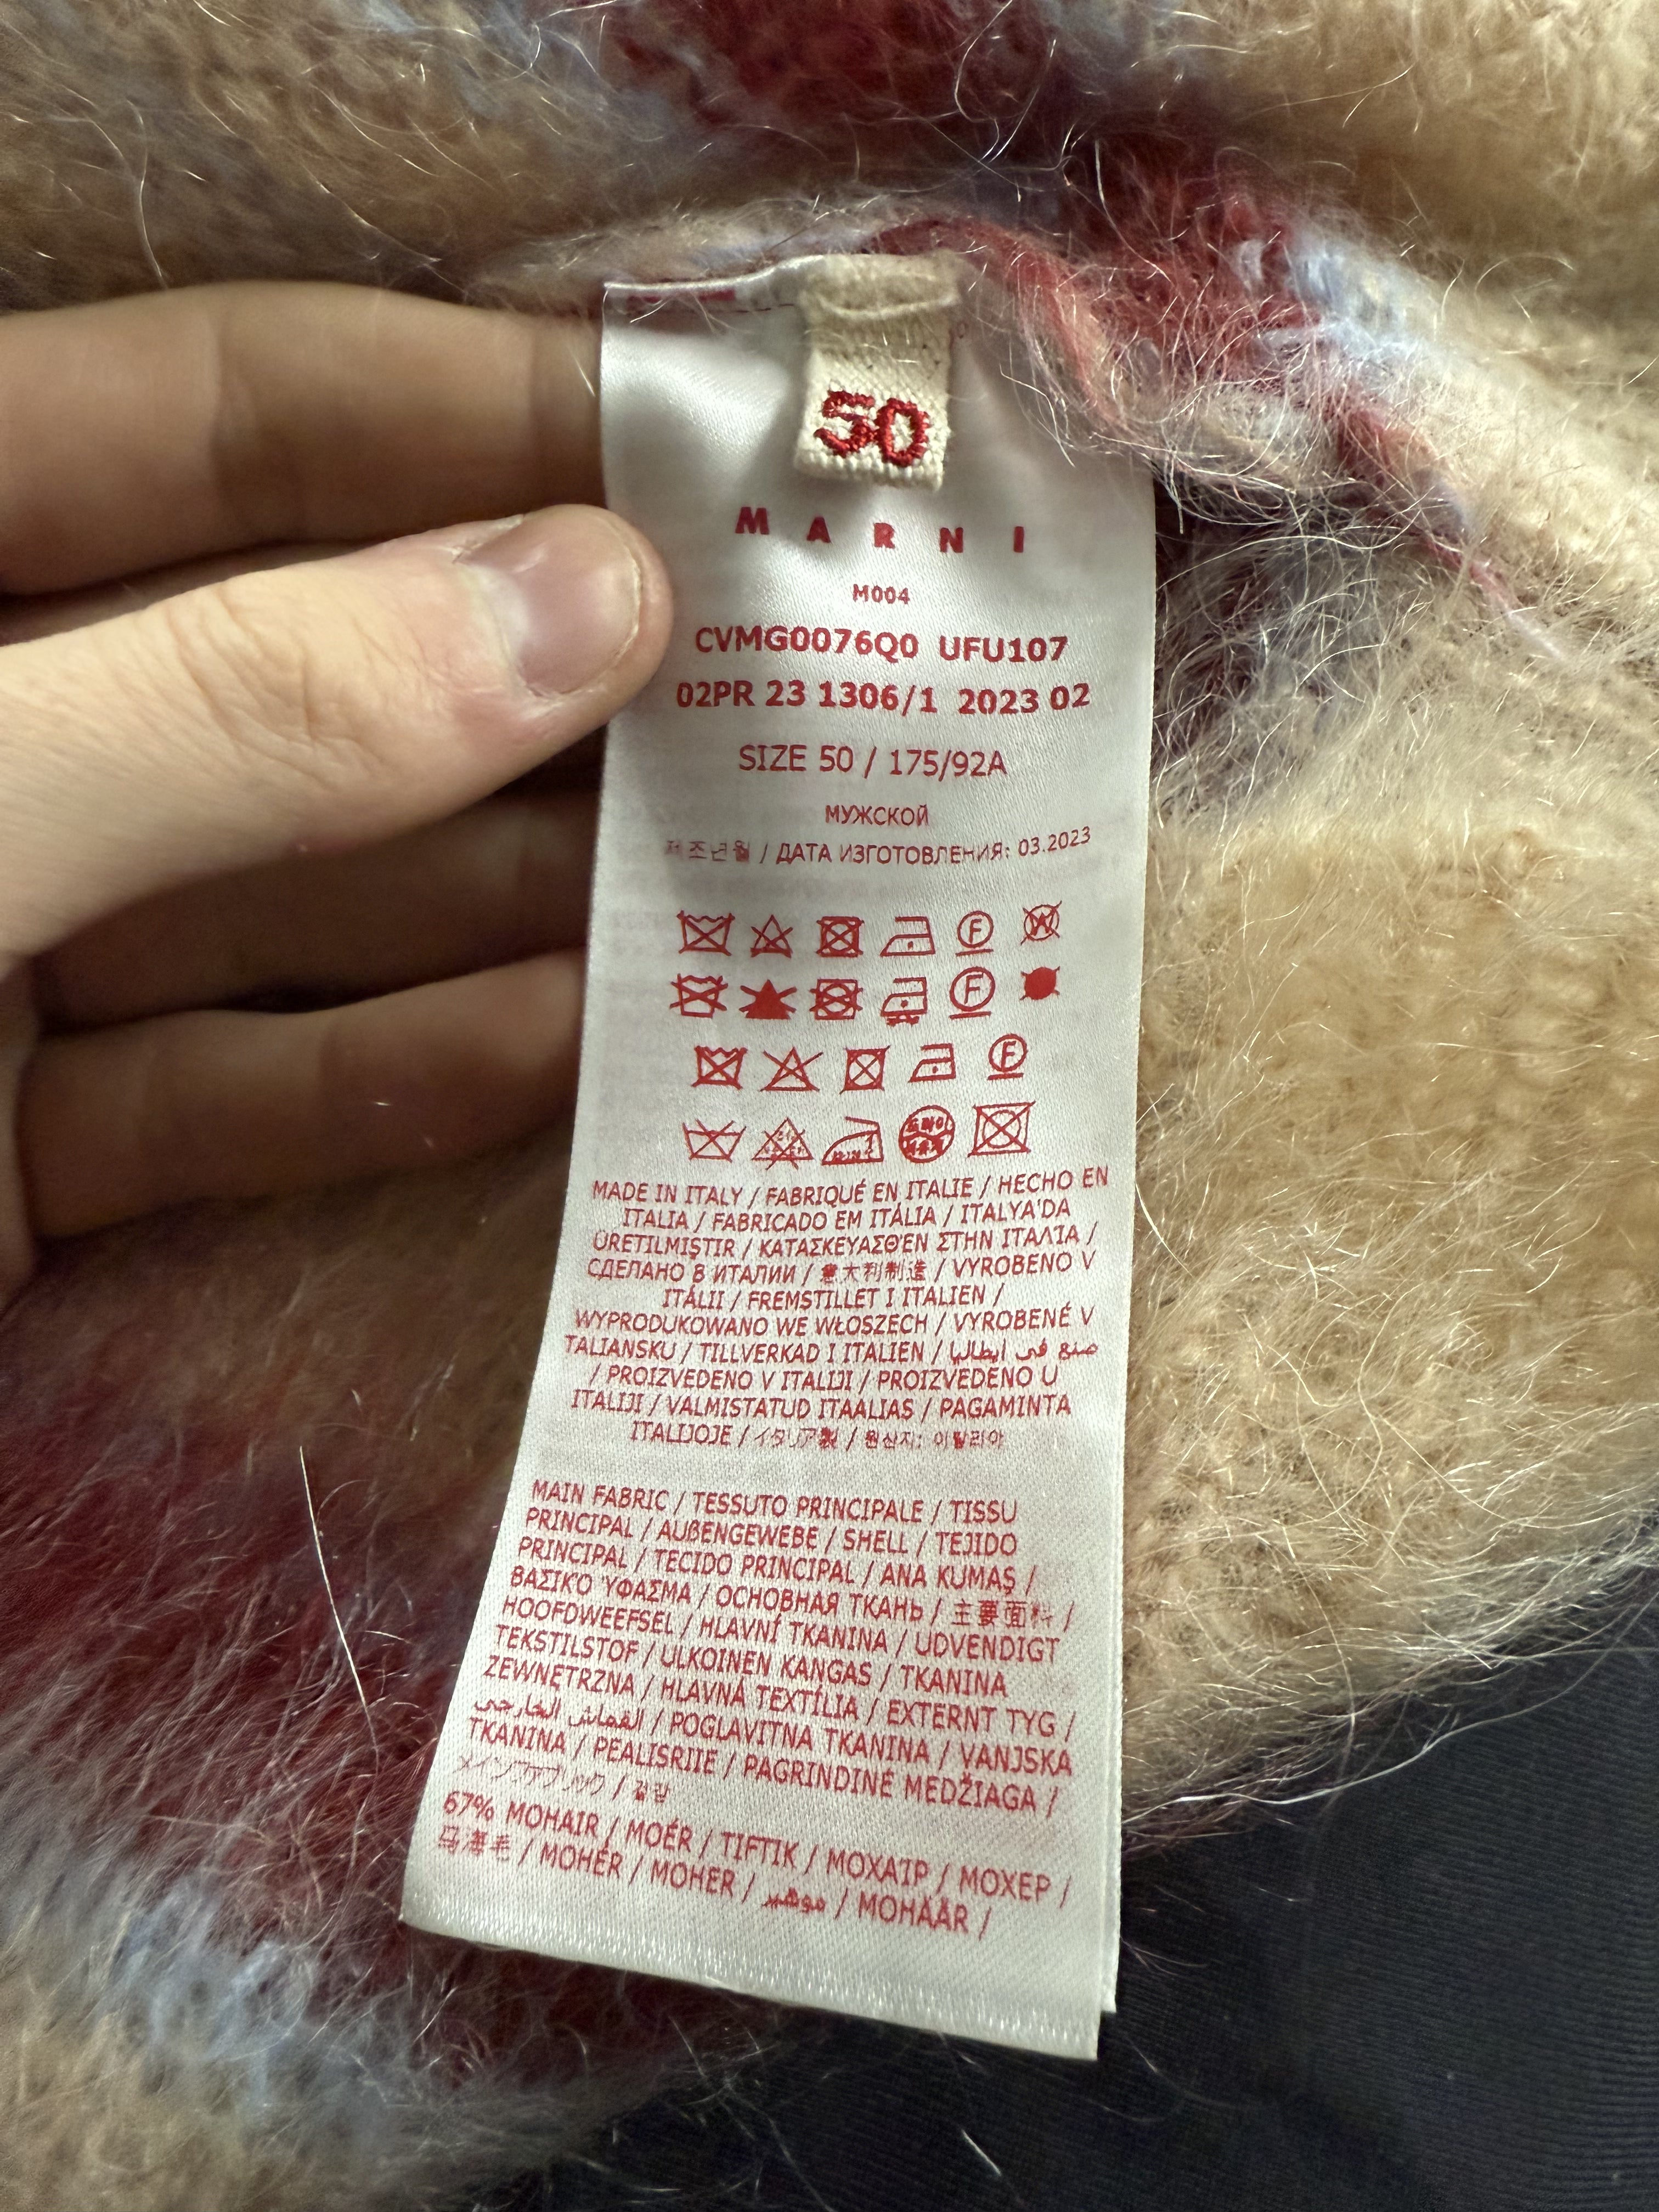 50
MARNI
M004
CVMG0076Q0 UFU107
02PR 23 1306/1 2023 02
SIZE 50 / 175/92A
МУЖСКОЙ
제조년월 / ДАТА ИЗГОТОВЛЕНИЯ: 03.2023
MADE IN ITALY / FABRIQUÉ EN ITALIE / HECHO EN
ITALIA / FABRICADO EM ITÁLIA / ITALYA'DA
ÜRETILMIŞTIR / ΚΑΤΑΣΚΕΥΑΣΘΈΝ ΣΤΗΝ ΙΤΑΛΊΑ /
СДЕЛАНО В ИТАЛИИ / 意大利制造 / VYROBENO V
ITÁLII / FREMSTILLET I ITALIEN /
WYPRODUKOWANO WE WŁOSZECH / VYROBENÉ V
TALIANSKU / TILLVERKAD I ITALIEN / صنع في ايطاليا
/ PROIZVEDENO V ITALIJI / PROIZVEDENO U
ITALIJI / VALMISTATUD ITAALIAS / PAGAMINTA
ITALIJOJE / イタリア製 / 원산지: 이탈리아
MAIN FABRIC / TESSUTO PRINCIPALE / TISSU
PRINCIPAL / AUßENGEWEBE / SHELL / TEJIDO
PRINCIPAL / TECIDO PRINCIPAL / ANA KUMAŞ /
ΒΑΣΙΚΌ ΎΦΑΣΜΑ / ОСНОВНАЯ ТКАНЬ / 主要面料 /
HOOFDWEEFSEL / HLAVNÍ TKANINA / UDVENDIGT
TEKSTILSTOF / ULKOINEN KANGAS / TKANINA
ZEWNĘTRZNA / HLAVNÁ TEXTÍLIA / EXTERNT TYG /
القماش الخارجي / POGLAVITNA TKANINA / VANJSKA
TKANINA / PEALISRIIE / PAGRINDINĖ MEDŽIAGA /
メインファブリック / 겉감
67% MOHAIR / MOÉR / TIFTIK / ΜΟΧΑΊΡ / МОХЕР /
马海毛 / MOHÉR / MOHER / موهير / MOHÄÄR /